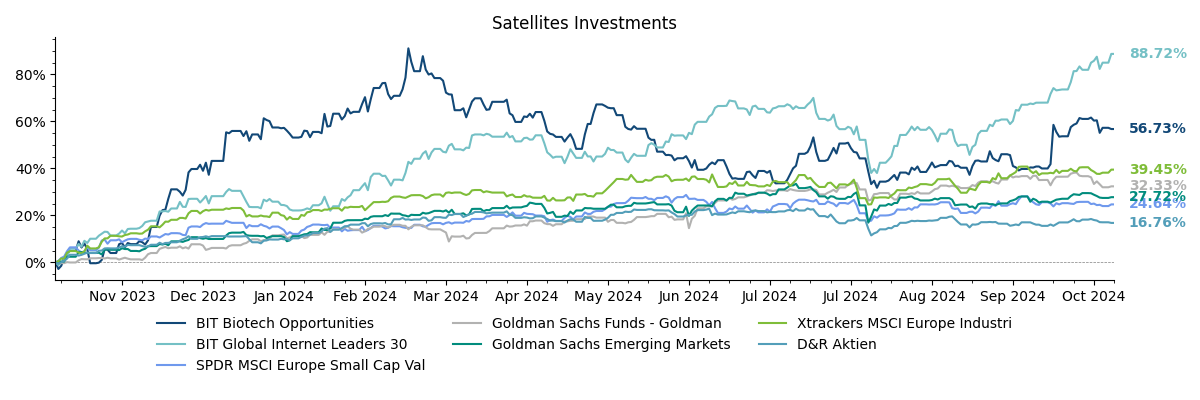 Satellites Investments
88.72%
80%
60%
56.73%
40%
39.45%
32.33%
27.72%
24.64%
20%
16.76%
0%
Nov 2023 Dec 2023 Jan 2024 Feb 2024 Mar 2024 Apr 2024 May 2024 Jun 2024 Jul 2024 Jul 2024 Aug 2024 Sep 2024 Oct 2024
BIT Biotech Opportunities Goldman Sachs Funds - Goldman Xtrackers MSCI Europe Industri
BIT Global Internet Leaders 30 Goldman Sachs Emerging Markets D&R Aktien
SPDR MSCI Europe Small Cap Val